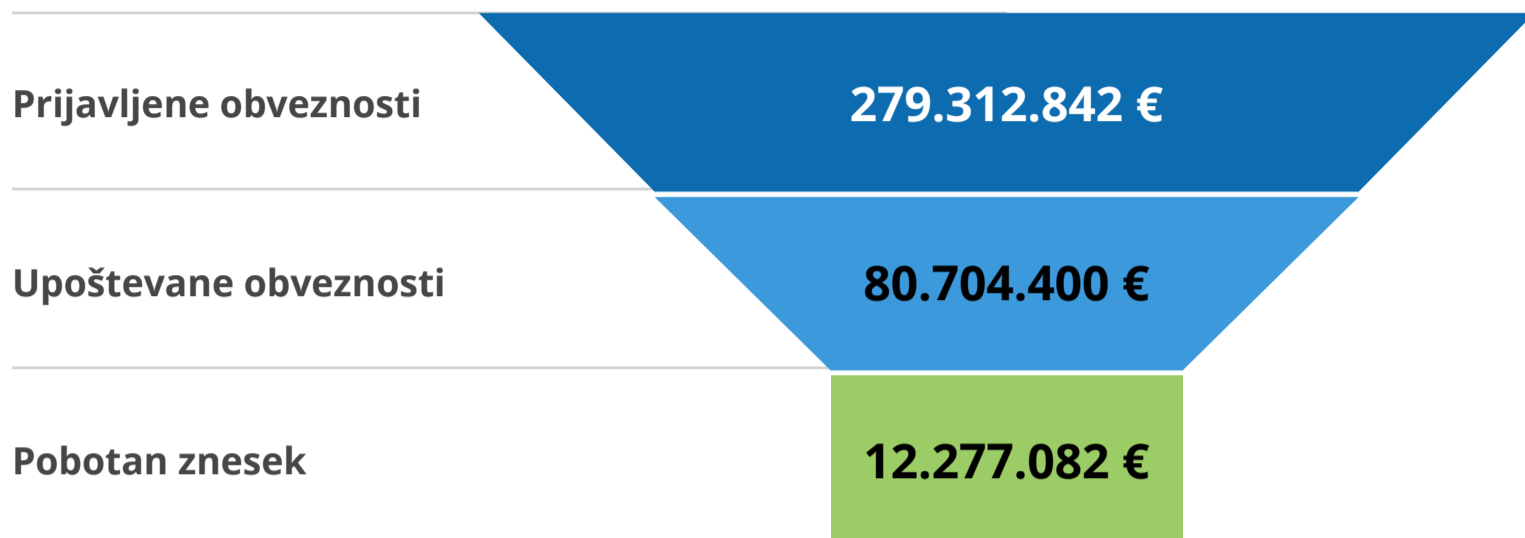 Prijavljene obveznosti 279.312.842 €
Upoštevane obveznosti 80.704.400 €
Pobotan znesek 12.277.082 €